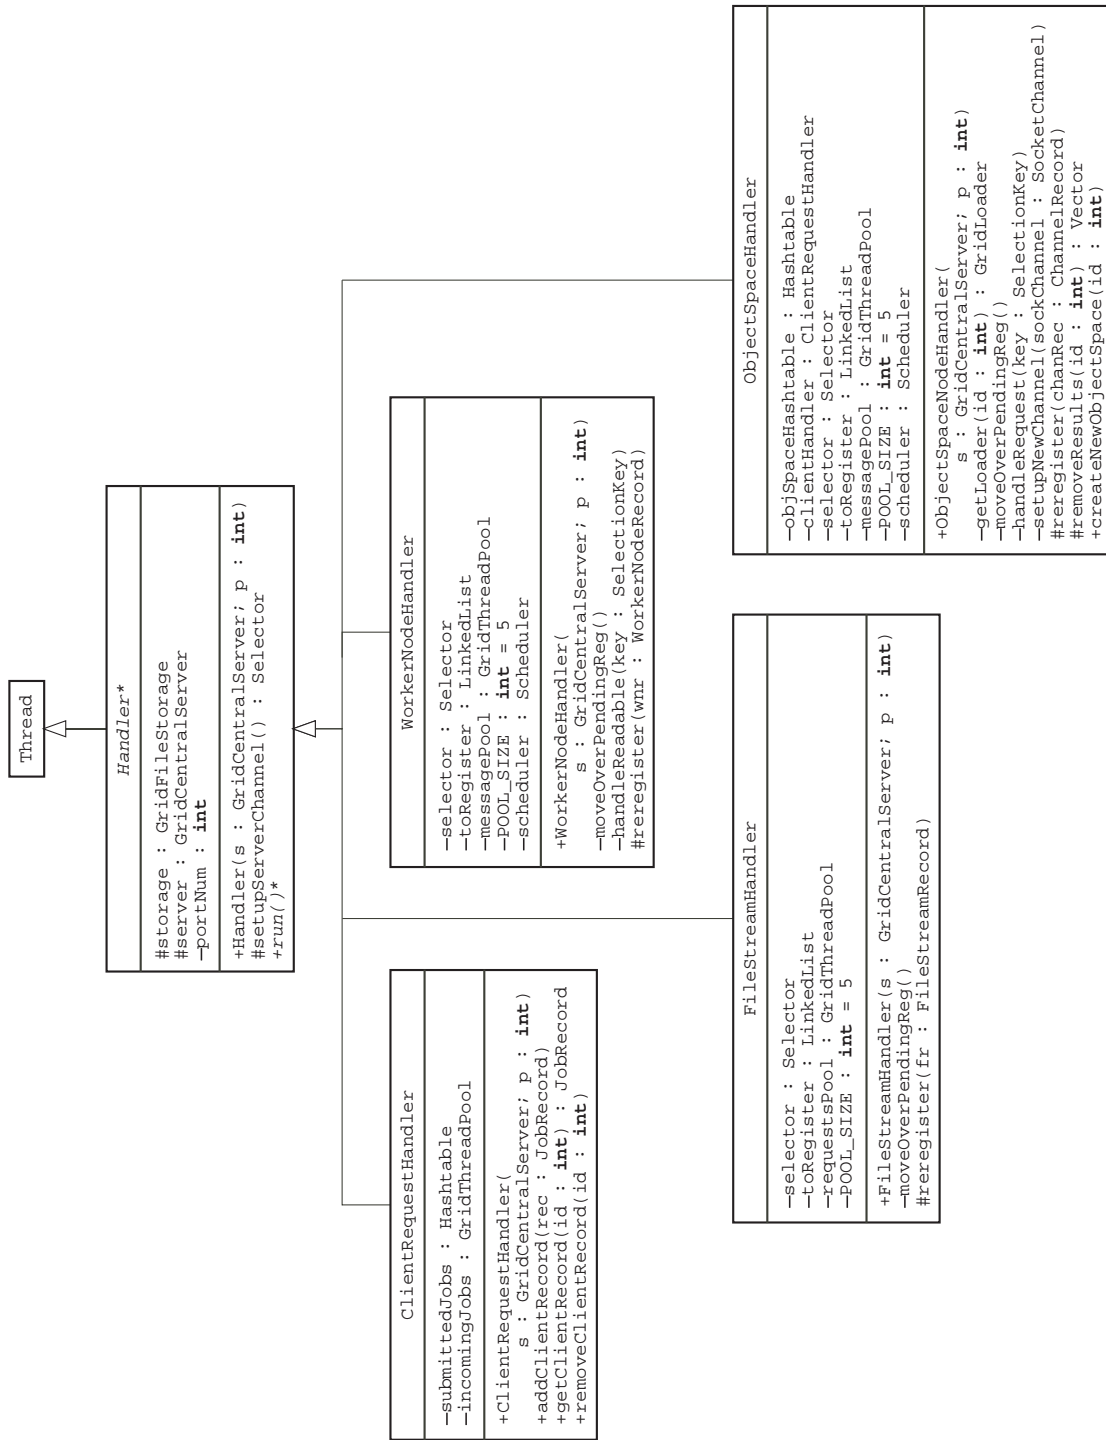 Thread
Handler*
#storage : GridFileStorage
#server : GridCentralServer
−portNum : int
+Handler(s : GridCentralServer; p : int)
#setupServerChannel() : Selector
+run()*
ClientRequestHandler
−submittedJobs : Hashtable
−incomingJobs : GridThreadPool
+ClientRequestHandler(
s : GridCentralServer; p : int)
+addClientRecord(rec : JobRecord)
+getClientRecord(id : int) : JobRecord
+removeClientRecord(id : int)
WorkerNodeHandler
−selector : Selector
−toRegister : LinkedList
−messagePool : GridThreadPool
−POOL_SIZE : int = 5
−scheduler : Scheduler
+WorkerNodeHandler(
s : GridCentralServer; p : int)
−moveOverPendingReg()
−handleReadable(key : SelectionKey)
#reregister(wnr : WorkerNodeRecord)
FileStreamHandler
−selector : Selector
−toRegister : LinkedList
−requestsPool : GridThreadPool
−POOL_SIZE : int = 5
+FileStreamHandler(s : GridCentralServer; p : int)
−moveOverPendingReg()
#reregister(fr : FileStreamRecord)
ObjectSpaceHandler
−objSpaceHashtable : Hashtable
−clientHandler : ClientRequestHandler
−selector : Selector
−toRegister : LinkedList
−messagePool : GridThreadPool
−POOL_SIZE : int = 5
−scheduler : Scheduler
+ObjectSpaceNodeHandler(
s : GridCentralServer; p : int)
−getLoader(id : int) : GridLoader
−moveOverPendingReg()
−handleRequest(key : SelectionKey)
−setupNewChannel(sockChannel : SocketChannel)
#reregister(chanRec : ChannelRecord)
#removeResults(id : int) : Vector
+createNewObjectSpace(id : int)